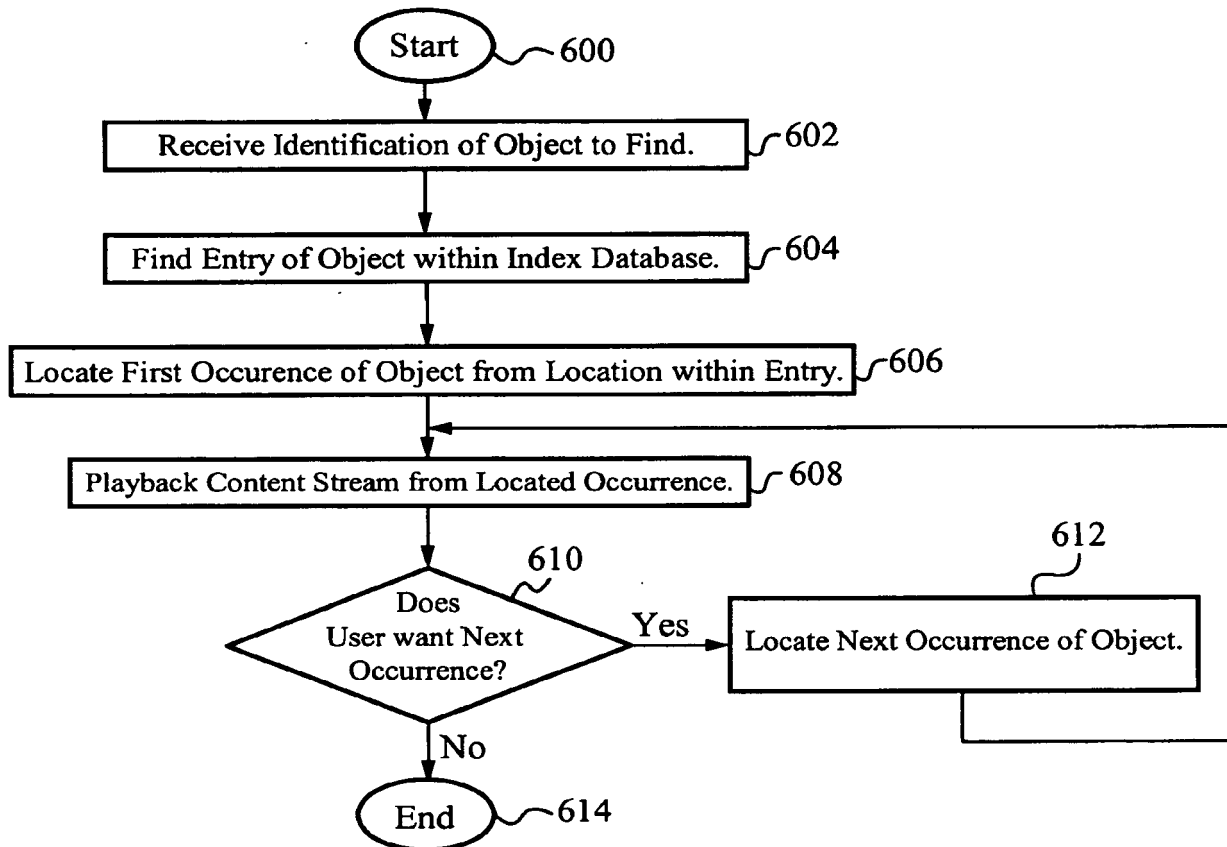 Start
600
Receive Identification of Object to Find.
602
Find Entry of Object within Index Database.
604
Locate First Occurence of Object from Location within Entry.
606
Playback Content Stream from Located Occurrence.
608
610
Does
User want Next
Occurrence?
Yes
612
Locate Next Occurrence of Object.
No
End
614